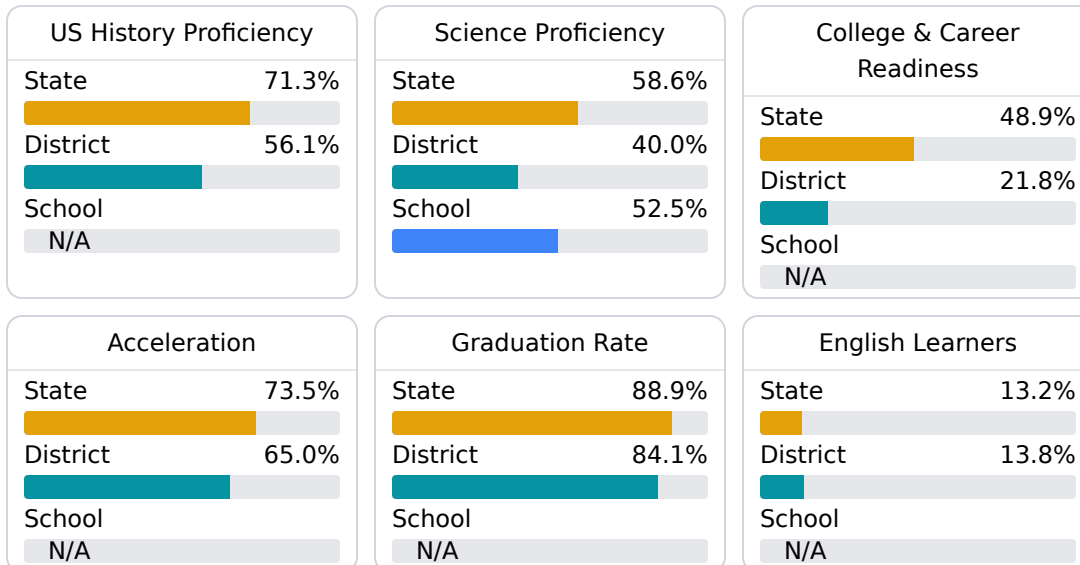 US History Proficiency
State 71.3%
District 56.1%
School
N/A
Science Proficiency
State 58.6%
District 40.0%
School 52.5%
College & Career
Readiness
State 48.9%
District 21.8%
School
N/A
Acceleration
State 73.5%
District 65.0%
School
N/A
Graduation Rate
State 88.9%
District 84.1%
School
N/A
English Learners
State 13.2%
District 13.8%
School
N/A